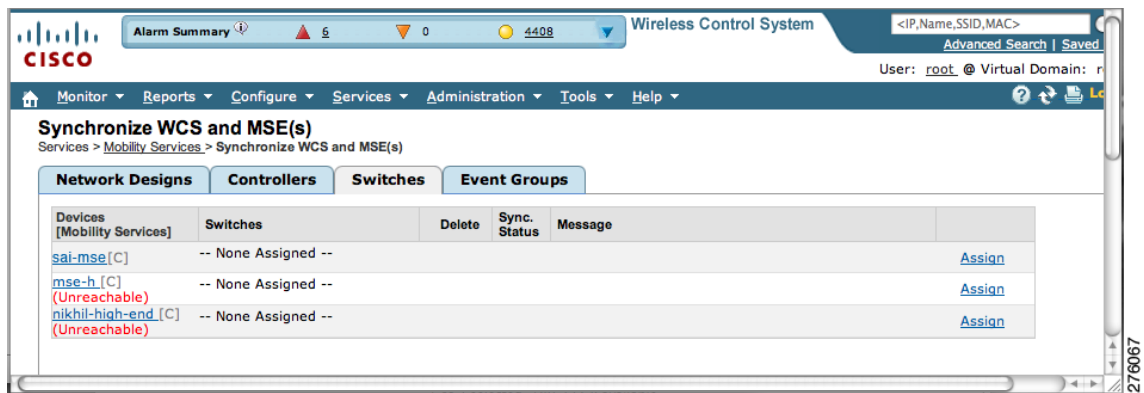 Alarm Summary 6 0 4408
Wireless Control System
<IP,Name,SSID,MAC>
Advanced Search | Saved
CISCO
User: root @ Virtual Domain:
Monitor Reports Configure Services Administration Tools Help
Synchronize WCS and MSE(s)
Services > Mobility Services > Synchronize WCS and MSE(s)
Network Designs Controllers Switches Event Groups
Devices [Mobility Services] Switches Delete Sync. Status Message
sai-mse[C] -- None Assigned -- Assign
mse-h [C] -- None Assigned -- Assign
(Unreachable)
nikhil-high-end [C] -- None Assigned -- Assign
(Unreachable)
276067